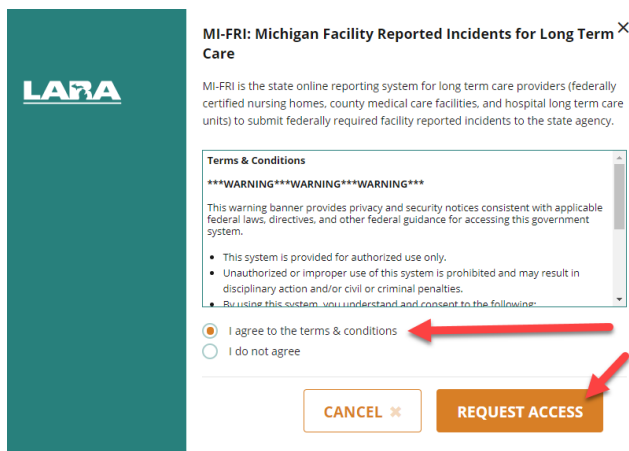 MI-FRI: Michigan Facility Reported Incidents for Long Term
Care
LARA
MI-FRI is the state online reporting system for long term care providers (federally
certified nursing homes, county medical care facilities, and hospital long term care
units) to submit federally required facility reported incidents to the state agency.
Terms & Conditions
***WARNING***WARNING***WARNING***
This warning banner provides privacy and security notices consistent with applicable
federal laws, directives, and other federal guidance for accessing this government
system.
• This system is provided for authorized use only.
• Unauthorized or improper use of this system is prohibited and may result in
disciplinary action and/or civil or criminal penalties.
• By using this system, you understand and consent to the following:
I agree to the terms & conditions
I do not agree
CANCEL ✖
REQUEST ACCESS